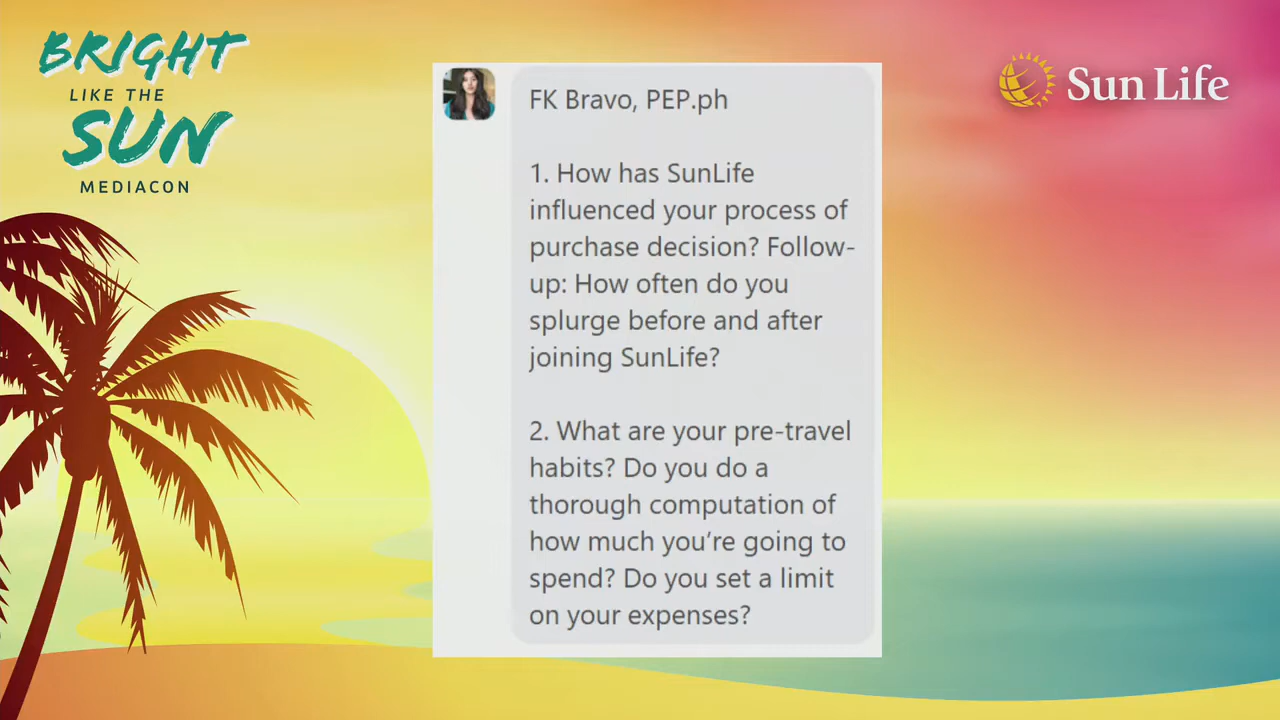 BRIGHT
LIKE THE
SUN
MEDIACON
Sun Life
FK Bravo, PEP.ph
1. How has SunLife
influenced your process of
purchase decision? Follow-
up: How often do you
splurge before and after
joining SunLife?
2. What are your pre-travel
habits? Do you do a
thorough computation of
how much you’re going to
spend? Do you set a limit
on your expenses?